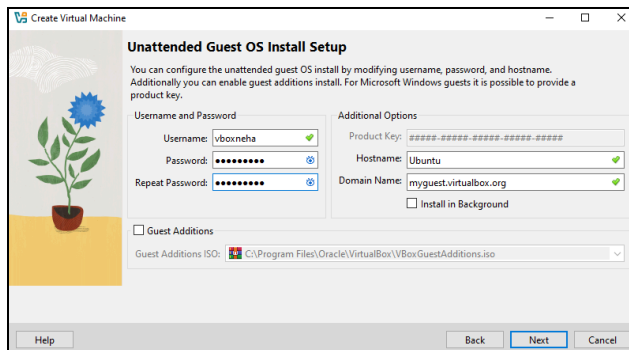 Create Virtual Machine
Unattended Guest OS Install Setup
You can configure the unattended guest OS install by modifying username, password, and hostname.
Additionally you can enable guest additions install. For Microsoft Windows guests it is possible to provide a
product key.
Username and Password
Username: vboxneha
Password: •••••••••
Repeat Password: •••••••••
Additional Options
Product Key: #####-#####-#####-#####-#####
Hostname: Ubuntu
Domain Name: myguest.virtualbox.org
Install in Background
Guest Additions
Guest Additions ISO: C:\Program Files\Oracle\VirtualBox\VBoxGuestAdditions.iso
Help Back Next Cancel